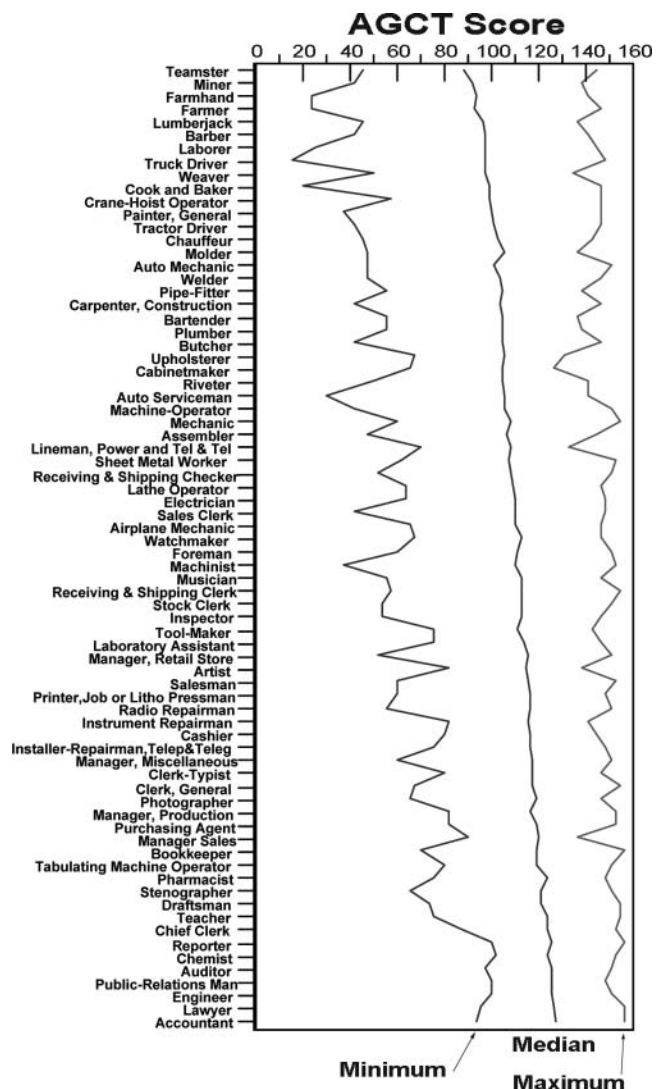 AGCT Score
0 20 40 60 80 100 120 140 160
Teamster
Miner
Farmhand
Farmer
Lumberjack
Barber
Laborer
Truck Driver
Weaver
Cook and Baker
Crane-Hoist Operator
Painter, General
Tractor Driver
Chauffeur
Molder
Auto Mechanic
Welder
Pipe-Fitter
Carpenter, Construction
Bartender
Plumber
Butcher
Upholsterer
Cabinetmaker
Riveter
Auto Serviceman
Machine-Operator
Mechanic
Assembler
Lineman, Power and Tel & Tel
Sheet Metal Worker
Receiving & Shipping Checker
Lathe Operator
Electrician
Sales Clerk
Airplane Mechanic
Watchmaker
Foreman
Machinist
Musician
Receiving & Shipping Clerk
Stock Clerk
Inspector
Tool-Maker
Laboratory Assistant
Manager, Retail Store
Artist
Salesman
Printer,Job or Litho Pressman
Radio Repairman
Instrument Repairman
Cashier
Installer-Repairman,Telep&Teleg
Manager, Miscellaneous
Clerk-Typist
Clerk, General
Photographer
Manager, Production
Purchasing Agent
Manager Sales
Bookkeeper
Tabulating Machine Operator
Pharmacist
Stenographer
Draftsman
Teacher
Chief Clerk
Reporter
Chemist
Auditor
Public-Relations Man
Engineer
Lawyer
Accountant
Median
Minimum
Maximum